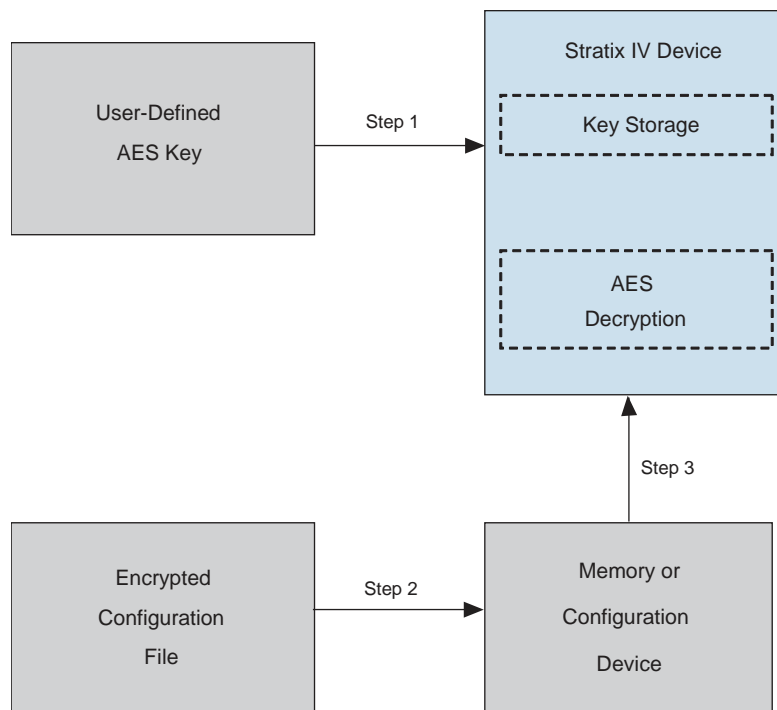 User-Defined
AES Key
Step 1
Stratix IV Device
Key Storage
AES
Decryption
Step 3
Encrypted
Configuration
File
Step 2
Memory or
Configuration
Device